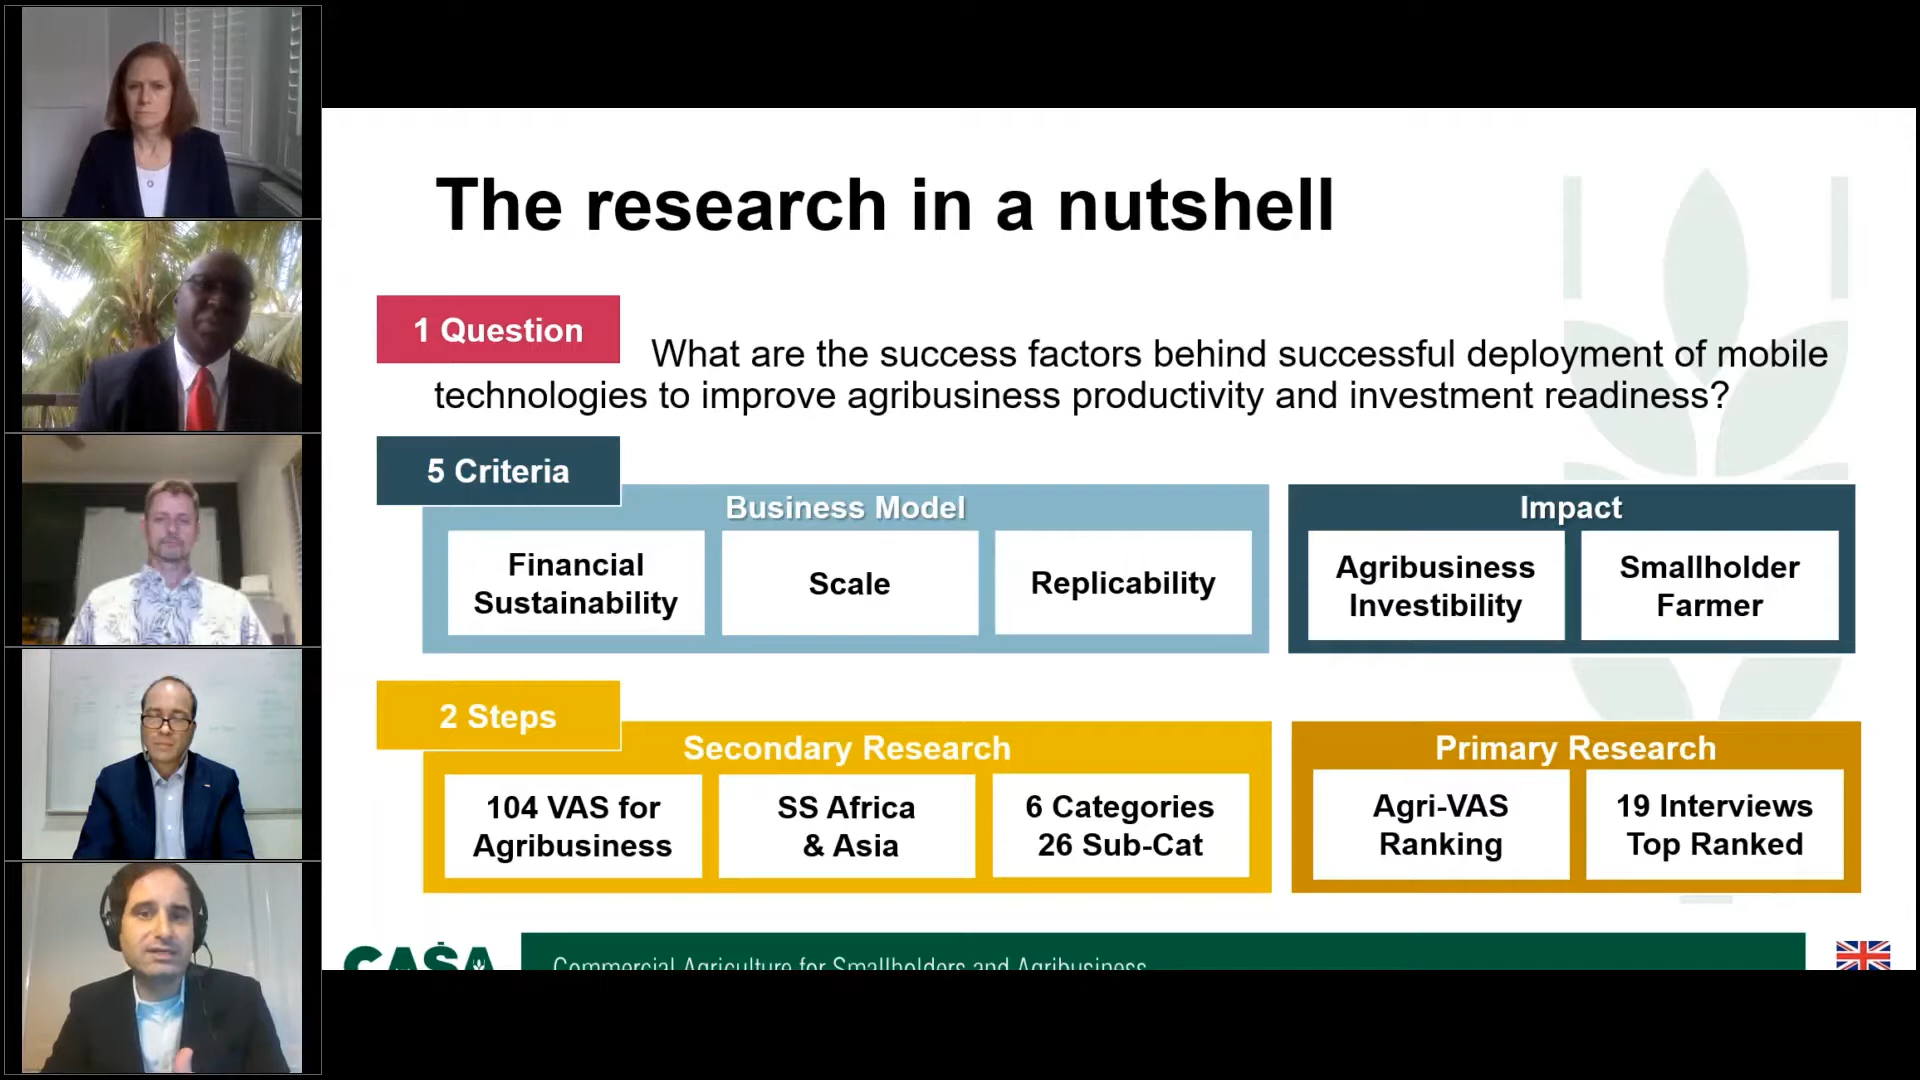 The research in a nutshell
1 Question
What are the success factors behind successful deployment of mobile
technologies to improve agribusiness productivity and investment readiness?
5 Criteria
Business Model
Financial
Sustainability
Scale
Replicability
Impact
Agribusiness
Investibility
Smallholder
Farmer
2 Steps
Secondary Research
104 VAS for
Agribusiness
SS Africa
& Asia
6 Categories
26 Sub-Cat
Primary Research
Agri-VAS
Ranking
19 Interviews
Top Ranked
CASA
Commercial Agriculture for Smallholders and Agribusiness